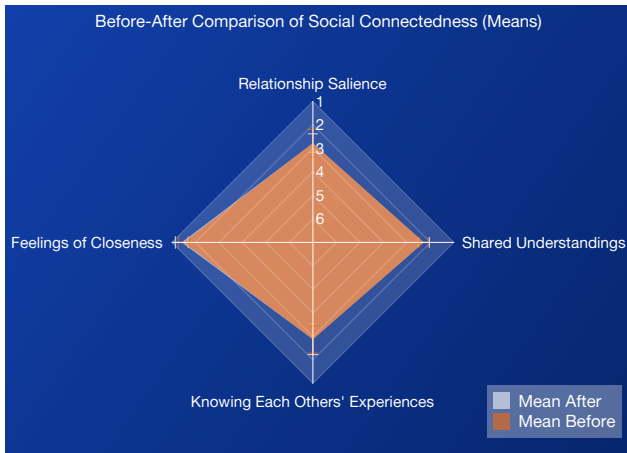 Before-After Comparison of Social Connectedness (Means)
Relationship Salience
1
2
3
4
5
6
Feelings of Closeness
Shared Understandings
Knowing Each Others' Experiences
Mean After
Mean Before